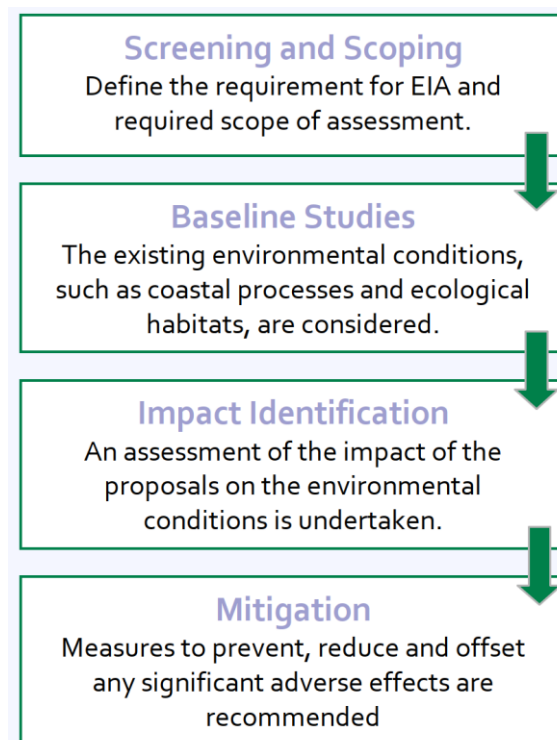 Screening and Scoping
Define the requirement for EIA and
required scope of assessment.
Baseline Studies
The existing environmental conditions,
such as coastal processes and ecological
habitats, are considered.
Impact Identification
An assessment of the impact of the
proposals on the environmental
conditions is undertaken.
Mitigation
Measures to prevent, reduce and offset
any significant adverse effects are
recommended